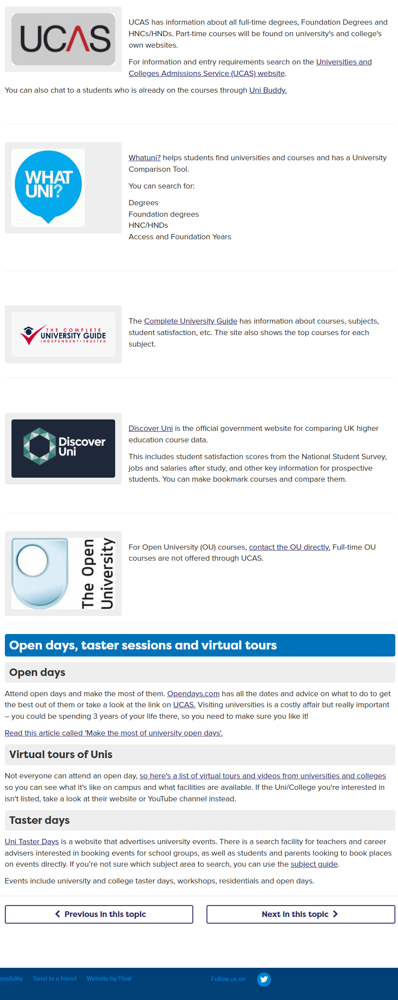 UCAS
UCAS has information about all full-time degrees, Foundation Degrees and
HNCs/HNDs. Part-time courses will be found on university's and college's
own websites.
For information and entry requirements search on the Universities and
Colleges Admissions Service (UCAS) website.
You can also chat to a students who is already on the courses through Uni Buddy.
WHAT
UNI?
Whatuni? helps students find universities and courses and has a University
Comparison Tool.
You can search for:
Degrees
Foundation degrees
HNC/HNDs
Access and Foundation Years
THE COMPLETE
UNIVERSITY GUIDE
INDEPENDENT • TRUSTED
The Complete University Guide has information about courses, subjects,
student satisfaction, etc. The site also shows the top courses for each
subject.
Discover
Uni
Discover Uni is the official government website for comparing UK higher
education course data.
This includes student satisfaction scores from the National Student Survey,
jobs and salaries after study, and other key information for prospective
students. You can make bookmark courses and compare them.
The Open
University
For Open University (OU) courses, contact the OU directly. Full-time OU
courses are not offered through UCAS.
Open days, taster sessions and virtual tours
Open days
Attend open days and make the most of them. Opendays.com has all the dates and advice on what to do to get
the best out of them or take a look at the link on UCAS. Visiting universities is a costly affair but really important
– you could be spending 3 years of your life there, so you need to make sure you like it!
Read this article called 'Make the most of university open days'.
Virtual tours of Unis
Not everyone can attend an open day, so here's a list of virtual tours and videos from universities and colleges
so you can see what it's like on campus and what facilities are available. If the Uni/College you're interested in
isn't listed, take a look at their website or YouTube channel instead.
Taster days
Uni Taster Days is a website that advertises university events. There is a search facility for teachers and career
advisers interested in booking events for school groups, as well as students and parents looking to book places
on events directly. If you’re not sure which subject area to search, you can use the subject guide.
Events include university and college taster days, workshops, residentials and open days.
Previous in this topic
Next in this topic
essibility Send to a friend Website by Float Follow us on